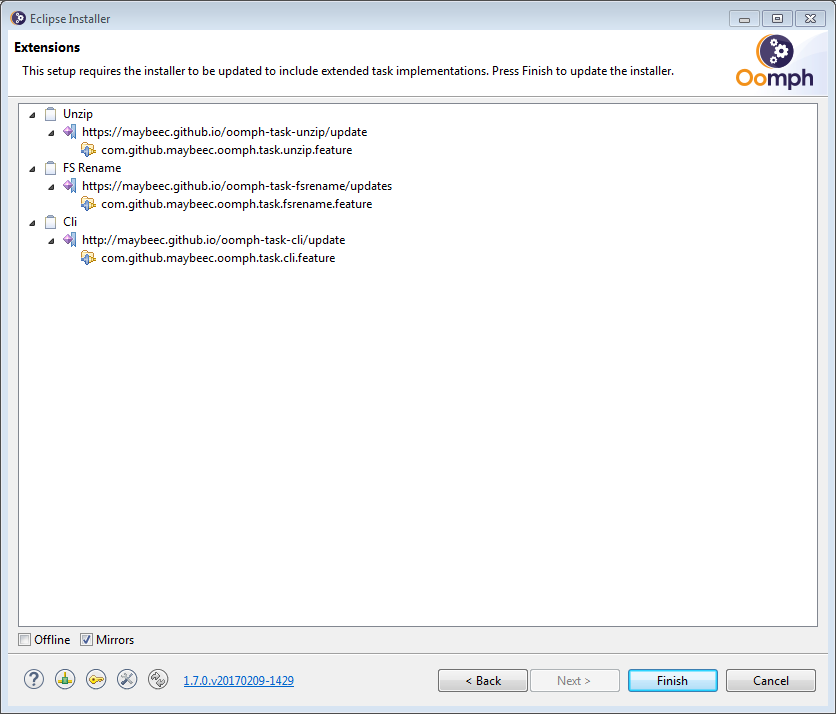 Eclipse Installer
Extensions
This setup requires the installer to be updated to include extended task implementations. Press Finish to update the installer.
Oomph
Unzip
https://maybeec.github.io/oomph-task-unzip/update
com.github.maybeec.oomph.task.unzip.feature
FS Rename
https://maybeec.github.io/oomph-task-fsrename/updates
com.github.maybeec.oomph.task.fsrename.feature
Cli
http://maybeec.github.io/oomph-task-cli/update
com.github.maybeec.oomph.task.cli.feature
Offline Mirrors
? 1.7.0.v20170209-1429 < Back Next > Finish Cancel